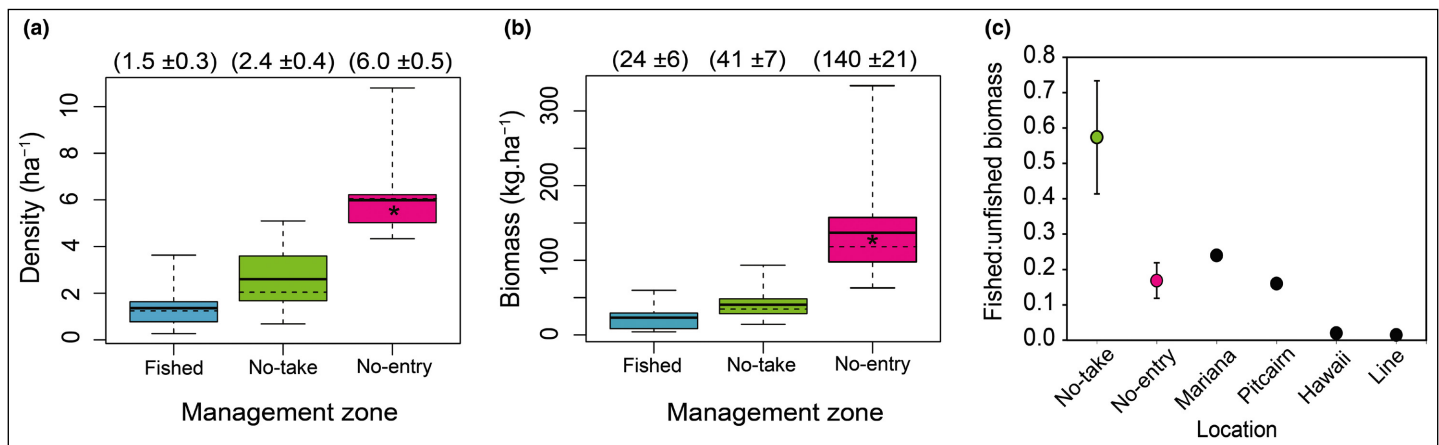 (a)
(1.5 ±0.3) (2.4 ±0.4) (6.0 ±0.5)
Density (ha⁻¹)
10
8
6
4
2
0
*
Fished No-take No-entry
Management zone
(b)
(24 ±6) (41 ±7) (140 ±21)
Biomass (kg.ha⁻¹)
300
200
100
0
*
Fished No-take No-entry
Management zone
(c)
Fished:unfished biomass
0.8
0.7
0.6
0.5
0.4
0.3
0.2
0.1
0.0
No-take No-entry Mariana Pitcairn Hawaii Line
Location